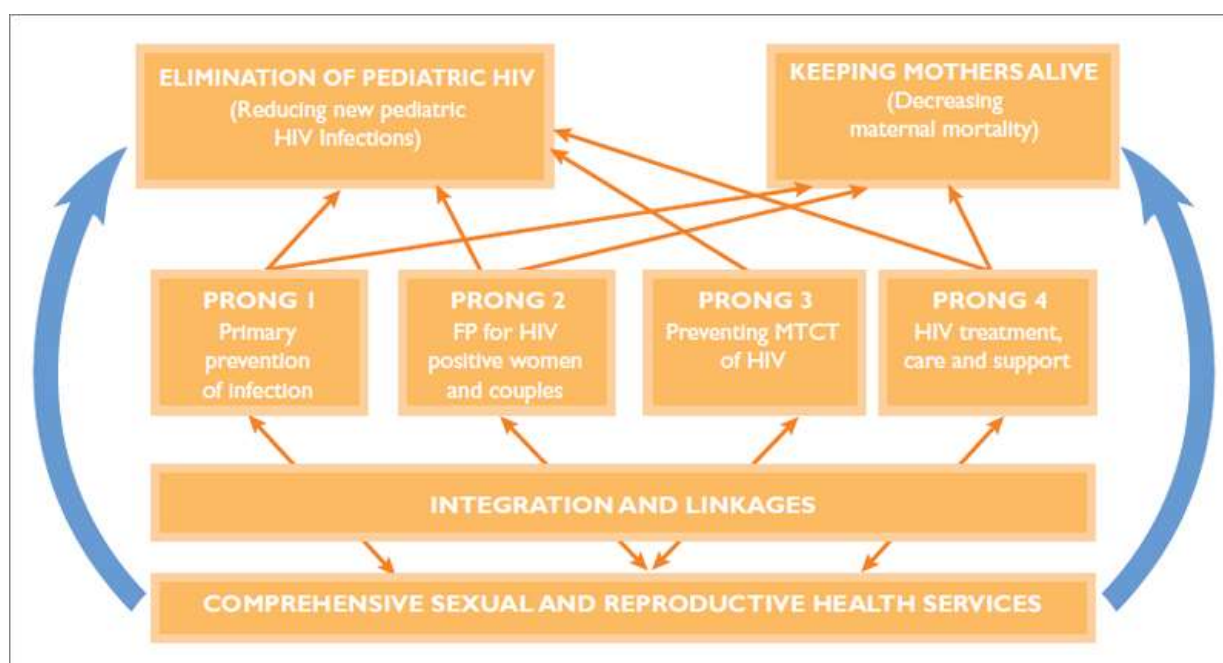 ELIMINATION OF PEDIATRIC HIV
(Reducing new pediatric
HIV Infections)
KEEPING MOTHERS ALIVE
(Decreasing
maternal mortality)
PRONG 1
Primary
prevention
of infection
PRONG 2
FP for HIV
positive women
and couples
PRONG 3
Preventing MTCT
of HIV
PRONG 4
HIV treatment,
care and support
INTEGRATION AND LINKAGES
COMPREHENSIVE SEXUAL AND REPRODUCTIVE HEALTH SERVICES